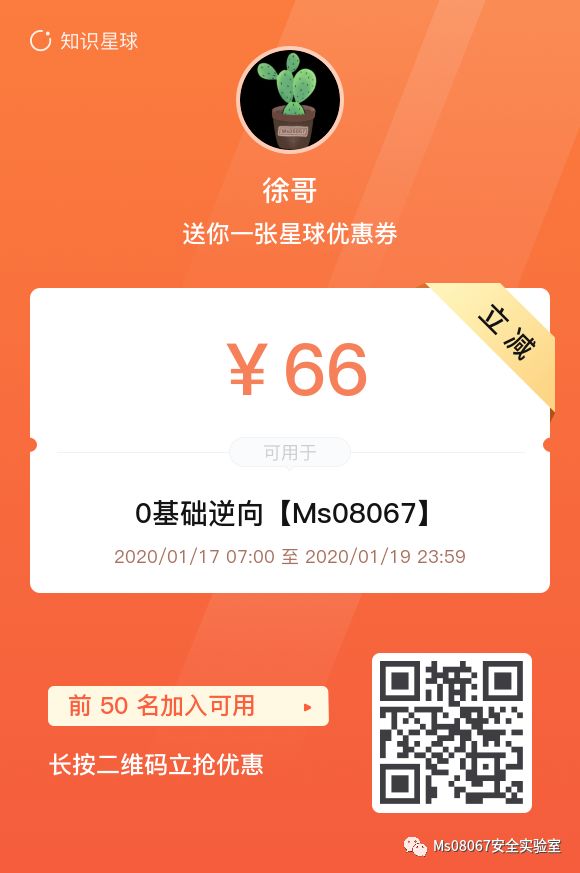 知识星球
Ms08067
徐哥
送你一张星球优惠券
立减
¥ 66
可用于
0基础逆向【Ms08067】
2020/01/17 07:00 至 2020/01/19 23:59
前 50 名加入可用
长按二维码立抢优惠
Ms08067安全实验室